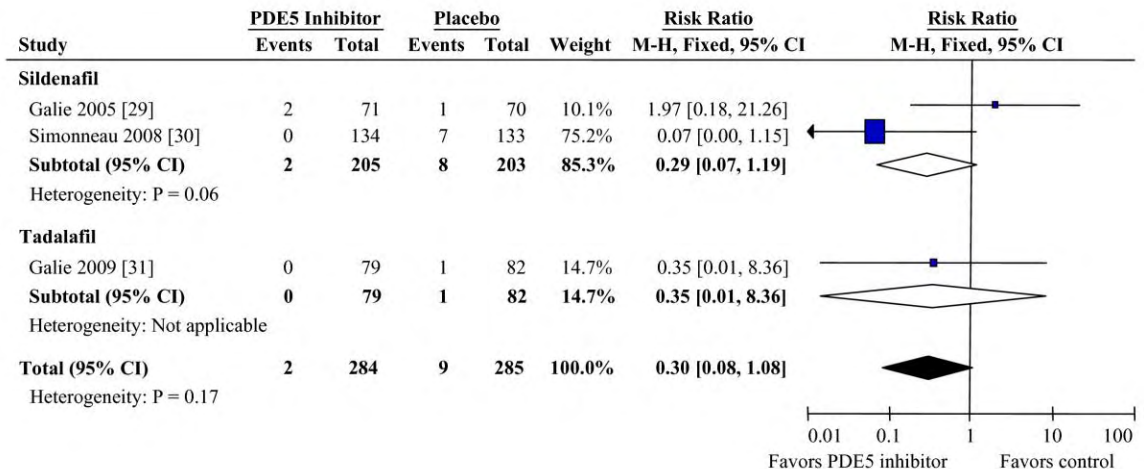 PDE5 Inhibitor Placebo Risk Ratio Risk Ratio
Study Events Total Events Total Weight M-H, Fixed, 95% CI M-H, Fixed, 95% CI
Sildenafil
Galie 2005 [29] 2 71 1 70 10.1% 1.97 [0.18, 21.26]
Simonneau 2008 [30] 0 134 7 133 75.2% 0.07 [0.00, 1.15]
Subtotal (95% CI) 2 205 8 203 85.3% 0.29 [0.07, 1.19]
Heterogeneity: P = 0.06
Tadalafil
Galie 2009 [31] 0 79 1 82 14.7% 0.35 [0.01, 8.36]
Subtotal (95% CI) 0 79 1 82 14.7% 0.35 [0.01, 8.36]
Heterogeneity: Not applicable
Total (95% CI) 2 284 9 285 100.0% 0.30 [0.08, 1.08]
Heterogeneity: P = 0.17
0.01 0.1 1 10 100
Favors PDE5 inhibitor Favors control